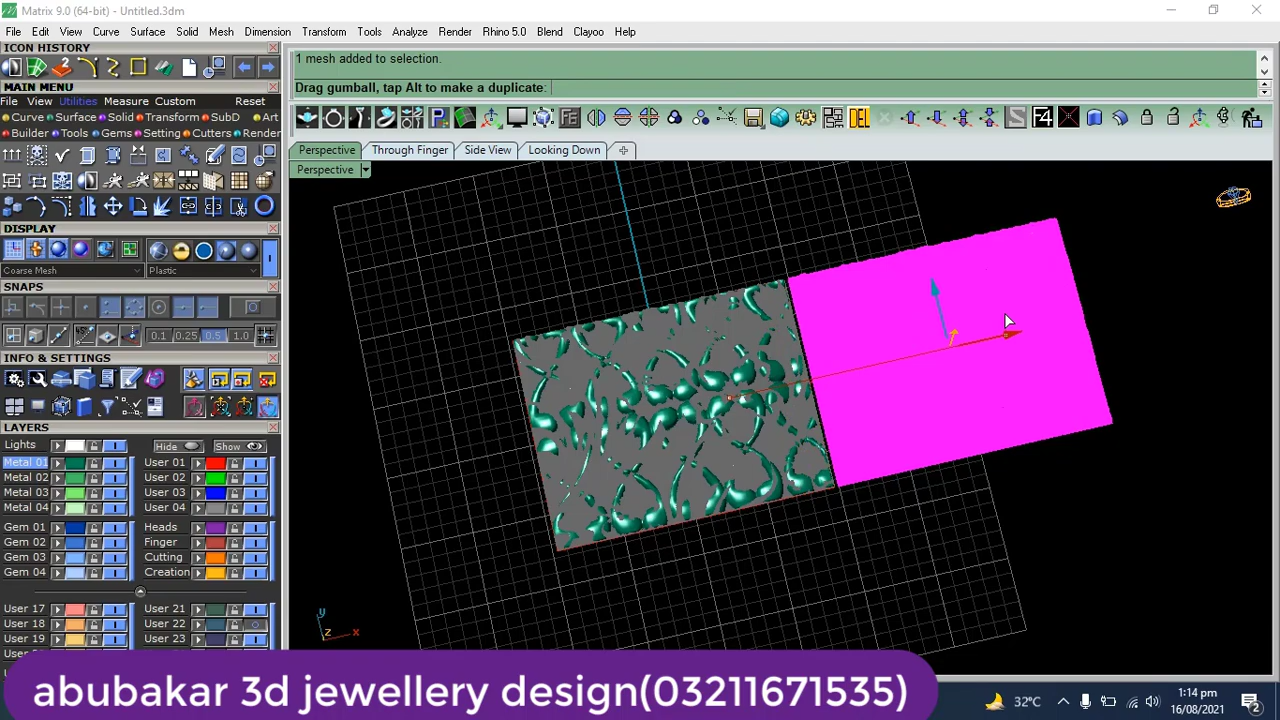 Matrix 9.0 (64-bit) - Untitled.3dm
File Edit View Curve Surface Solid Mesh Dimension Transform Tools Analyze Render Rhino 5.0 Blend Clayoo Help
ICON HISTORY
1 mesh added to selection.
Drag gumball, tap Alt to make a duplicate:
MAIN MENU
File View Utilities Measure Custom Reset
Curve Surface Solid Transform SubD Art
Builder Tools Gems Setting Cutters Render
F4
Perspective Through Finger Side View Looking Down
Perspective
DISPLAY
Coarse Mesh Plastic
SNAPS
0.1 0.25 0.5
INFO & SETTINGS
LAYERS
Lights Hide Show
Metal 01 User 01
Metal 02 User 02
Metal 03 User 03
Metal 04 User 04
Gem 01 Heads
Gem 02 Finger
Gem 03 Cutting
Gem 04 Creation
User 17 User 21
User 18 User 22
User 19 User 23
y
z x
abubakar 3d jewellery design(03211671535)
32°C
1:14 pm
16/08/2021
2